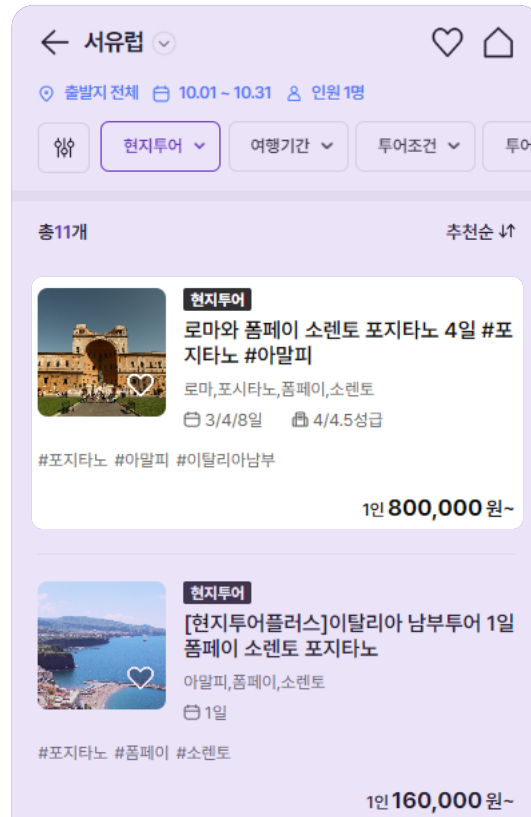 서유럽
출발지 전체 10.01 ~ 10.31 인원 1명
현지투어 여행기간 투어조건 투어
총11개 추천순
현지투어
로마와 폼페이 소렌토 포지타노 4일 #포
지타노 #아말피
로마,포시타노,폼페이,소렌토
3/4/8일 4/4.5성급
#포지타노 #아말피 #이탈리아남부
1인 800,000 원~
현지투어
[현지투어플러스]이탈리아 남부투어 1일
폼페이 소렌토 포지타노
아말피,폼페이,소렌토
1일
#포지타노 #폼페이 #소렌토
1인 160,000 원~